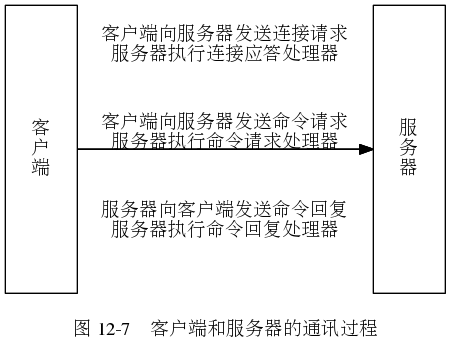 客户端向服务器发送连接请求
服务器执行连接应答处理器
客户端
客户端向服务器发送命令请求
服务器执行命令请求处理器
服务器
服务器向客户端发送命令回复
服务器执行命令回复处理器
图 12-7 客户端和服务器的通讯过程